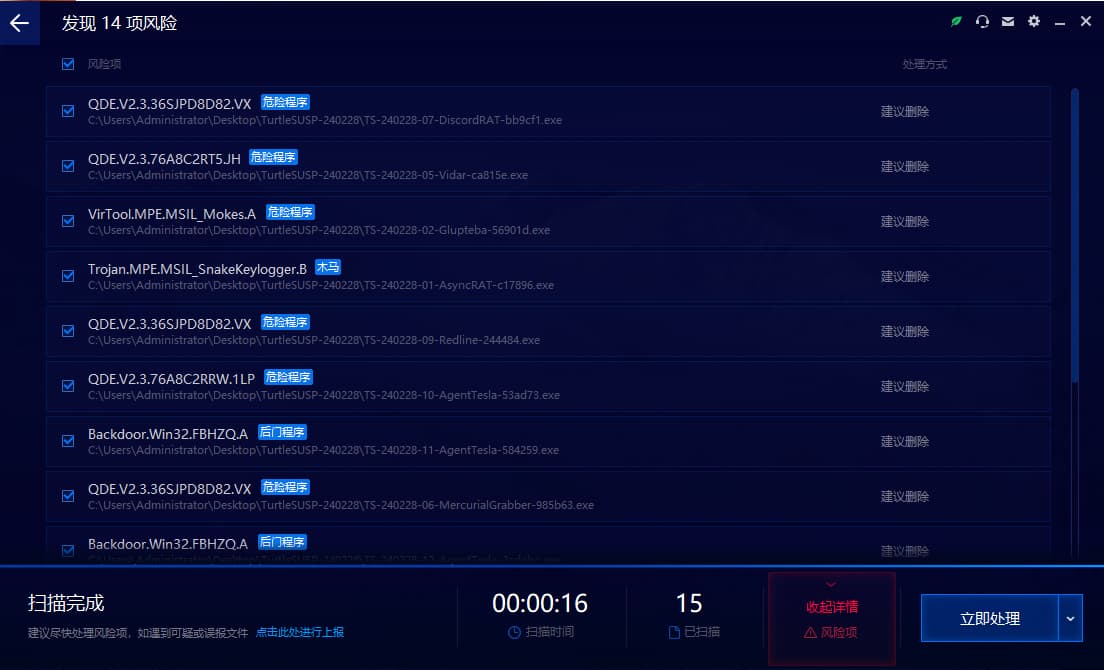 发现 14 项风险
风险项 处理方式
QDE.V2.3.36SJPD8D82.VX 危险程序
C:\Users\Administrator\Desktop\TurtleSUSP-240228\TS-240228-07-DiscordRAT-bb9cf1.exe
建议删除
QDE.V2.3.76A8C2RT5.JH 危险程序
C:\Users\Administrator\Desktop\TurtleSUSP-240228\TS-240228-05-Vidar-ca815e.exe
建议删除
VirTool.MPE.MSIL_Mokes.A 危险程序
C:\Users\Administrator\Desktop\TurtleSUSP-240228\TS-240228-02-Glupteba-56901d.exe
建议删除
Trojan.MPE.MSIL_SnakeKeylogger.B 木马
C:\Users\Administrator\Desktop\TurtleSUSP-240228\TS-240228-01-AsyncRAT-c17896.exe
建议删除
QDE.V2.3.36SJPD8D82.VX 危险程序
C:\Users\Administrator\Desktop\TurtleSUSP-240228\TS-240228-09-Redline-244484.exe
建议删除
QDE.V2.3.76A8C2RRW.1LP 危险程序
C:\Users\Administrator\Desktop\TurtleSUSP-240228\TS-240228-10-AgentTesla-53ad73.exe
建议删除
Backdoor.Win32.FBHZQ.A 后门程序
C:\Users\Administrator\Desktop\TurtleSUSP-240228\TS-240228-11-AgentTesla-584259.exe
建议删除
QDE.V2.3.36SJPD8D82.VX 危险程序
C:\Users\Administrator\Desktop\TurtleSUSP-240228\TS-240228-06-MercurialGrabber-985b63.exe
建议删除
Backdoor.Win32.FBHZQ.A 后门程序
建议删除
扫描完成
建议尽快处理风险项，如遇到可疑或误报文件 点击此处进行上报
00:00:16
扫描时间
15
已扫描
收起详情
风险项
立即处理